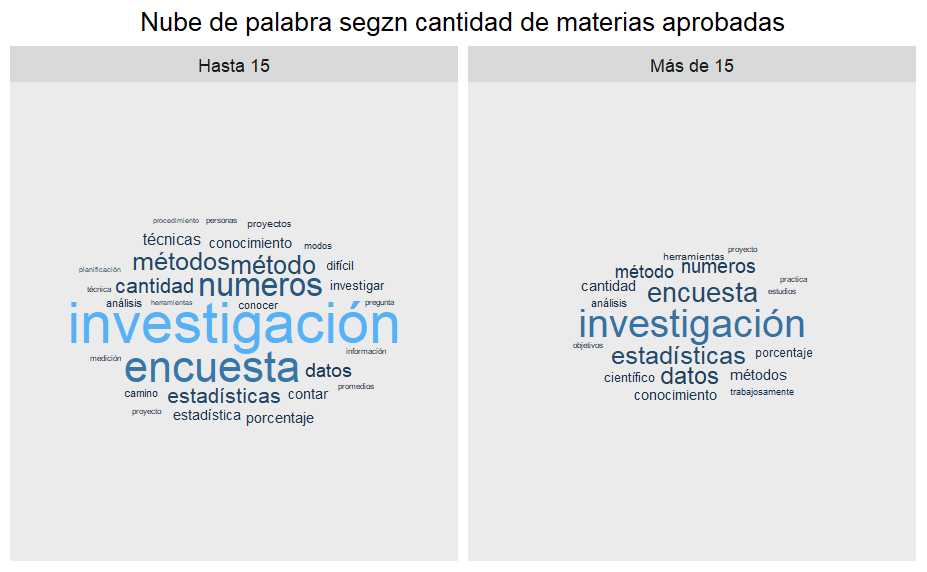 Nube de palabra segzn cantidad de materias aprobadas
Hasta 15
procedimiento personas proyectos
técnicas conocimiento modos
planificación métodos método difícil
técnica cantidad numeros investigar
análisis herramientas conocer pregunta
investigación
medición encuesta datos información
camino estadísticas contar promedios
proyecto estadística porcentaje
Más de 15
herramientas proyecto
método numeros practica
cantidad encuesta estudios
análisis
investigación
objetivos estadísticas porcentaje
científico datos métodos
conocimiento trabajosamente